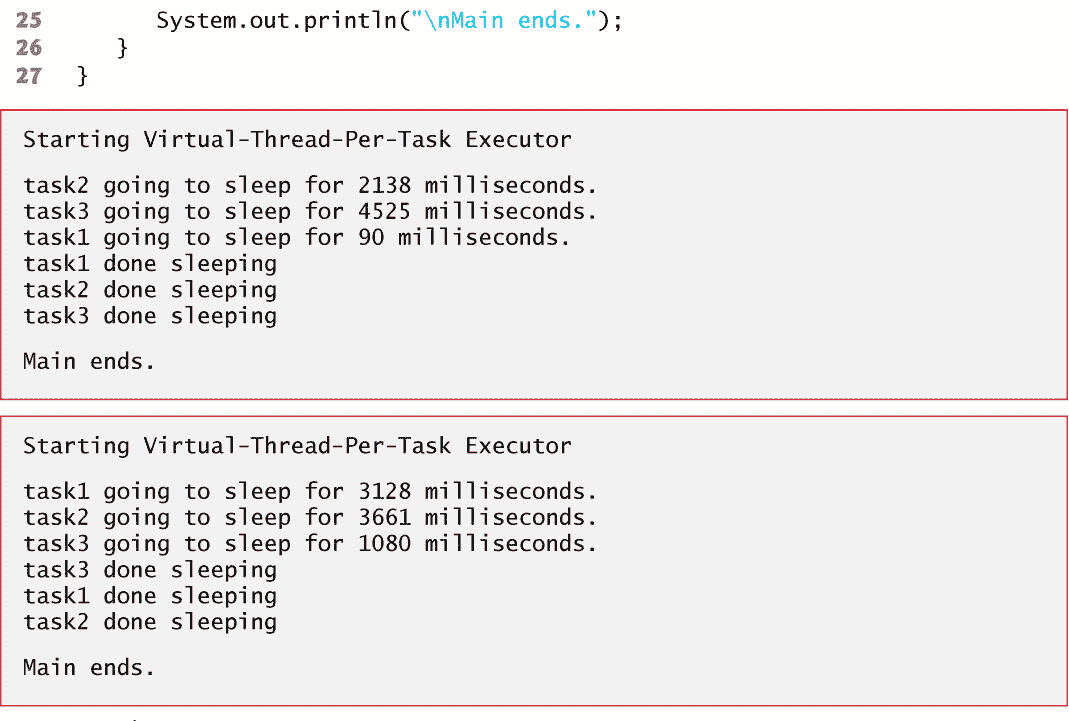 25 System.out.println("\nMain ends.");
26 }
27 }
Starting Virtual-Thread-Per-Task Executor
task2 going to sleep for 2138 milliseconds.
task3 going to sleep for 4525 milliseconds.
task1 going to sleep for 90 milliseconds.
task1 done sleeping
task2 done sleeping
task3 done sleeping
Main ends.
Starting Virtual-Thread-Per-Task Executor
task1 going to sleep for 3128 milliseconds.
task2 going to sleep for 3661 milliseconds.
task3 going to sleep for 1080 milliseconds.
task3 done sleeping
task1 done sleeping
task2 done sleeping
Main ends.